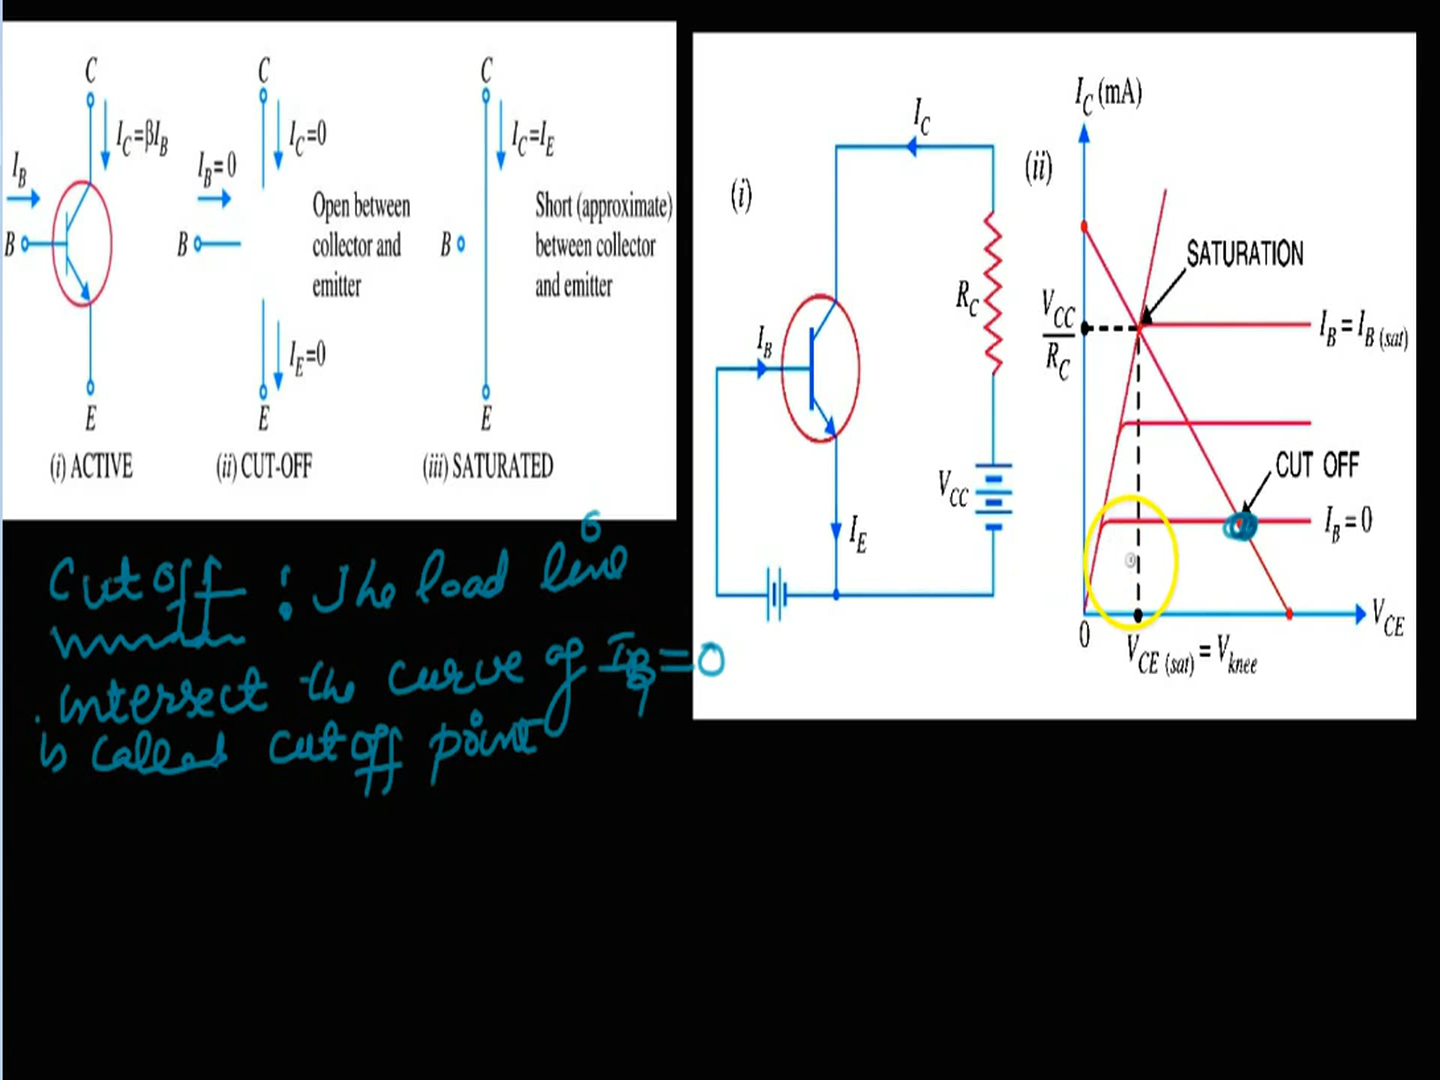 C
C
C
I_C=βI_B
I_C=0
I_C=I_E
I_B
I_B=0
B
B
B
Open between
collector and
emitter
Short (approximate)
between collector
and emitter
I_E=0
E
E
E
(i) ACTIVE
(ii) CUT-OFF
(iii) SATURATED
(i)
I_C
R_C
I_B
V_CC
I_E
(ii)
I_C (mA)
SATURATION
V_CC
R_C
I_B = I_B (sat)
CUT OFF
I_B = 0
0
V_CE
V_CE (sat) = V_knee
Cut off : The load line
intersect the curve of I_B = 0
is called cut off point